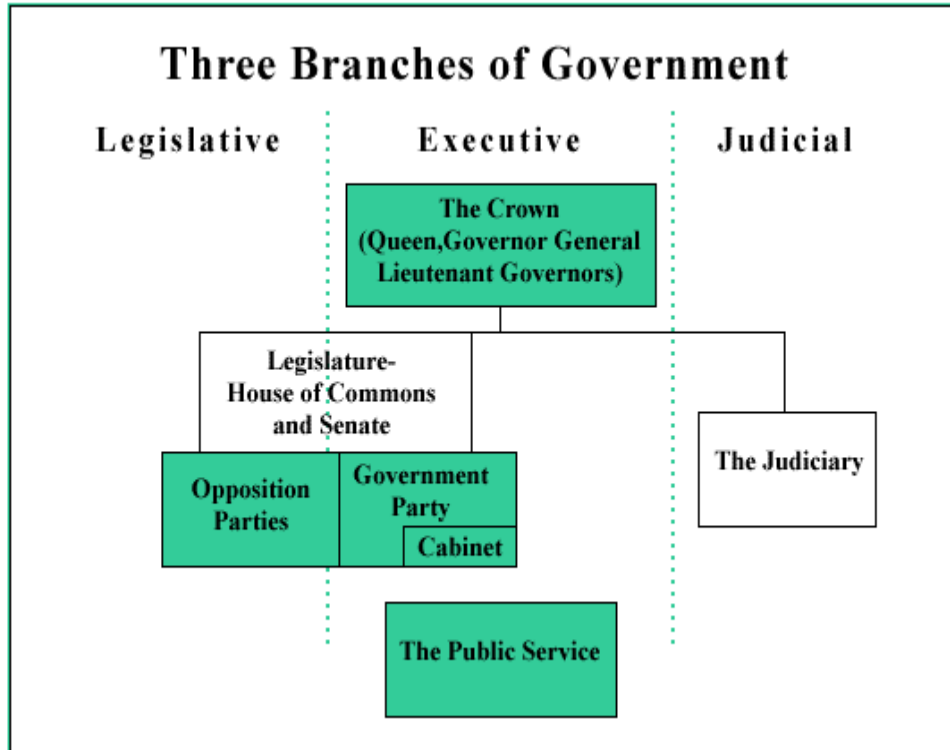 Three Branches of Government
Legislative
Executive
Judicial
The Crown
(Queen,Governor General
Lieutenant Governors)
Legislature-
House of Commons
and Senate
Opposition
Parties
Government
Party
Cabinet
The Judiciary
The Public Service